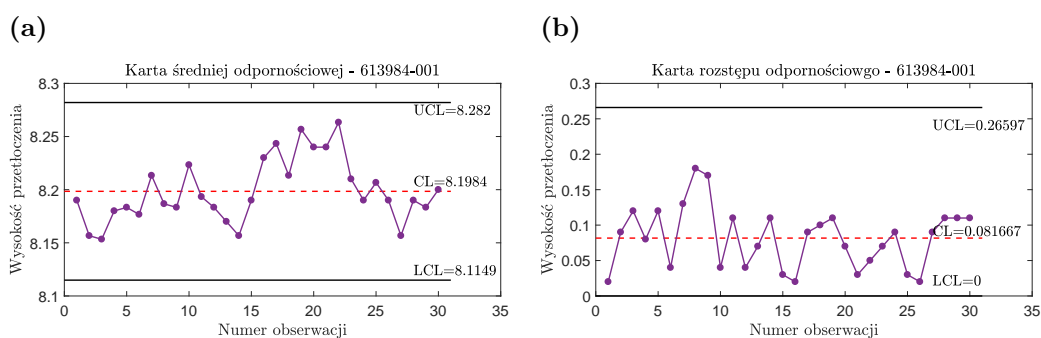 (a)
Karta średniej odpornościowej - 613984-001
Wysokość przetłoczenia
8.3
8.25
8.2
8.15
8.1
UCL=8.282
CL=8.1984
LCL=8.1149
0 5 10 15 20 25 30 35
Numer obserwacji
(b)
Karta rozstępu odpornościowgo - 613984-001
Wysokość przetłoczenia
0.3
0.25
0.2
0.15
0.1
0.05
0
UCL=0.26597
CL=0.081667
LCL=0
0 5 10 15 20 25 30 35
Numer obserwacji